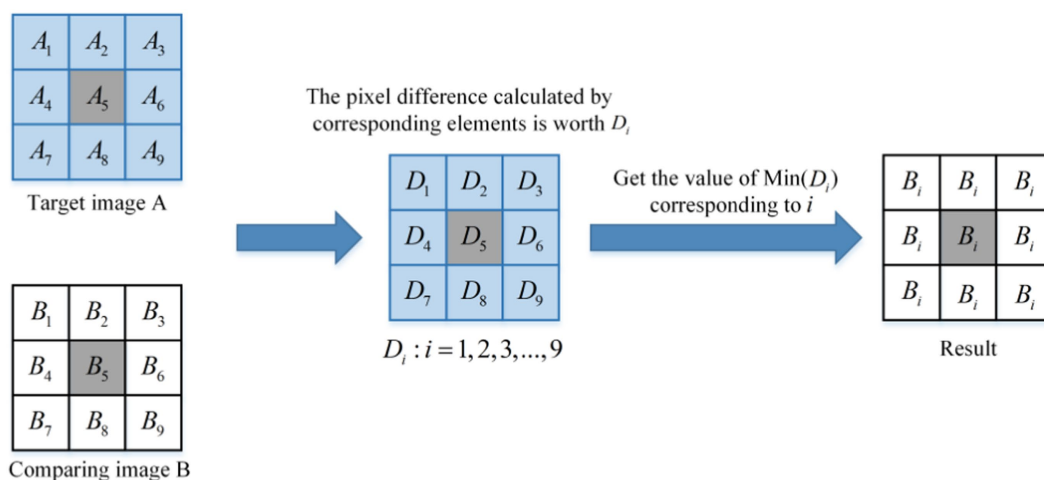 A₁ A₂ A₃
A₄ A₅ A₆
A₇ A₈ A₉
Target image A
B₁ B₂ B₃
B₄ B₅ B₆
B₇ B₈ B₉
Comparing image B
The pixel difference calculated by
corresponding elements is worth Dᵢ
D₁ D₂ D₃
D₄ D₅ D₆
D₇ D₈ D₉
Dᵢ : i = 1, 2, 3, ..., 9
Get the value of Min(Dᵢ)
corresponding to i
Bᵢ Bᵢ Bᵢ
Bᵢ Bᵢ Bᵢ
Bᵢ Bᵢ Bᵢ
Result